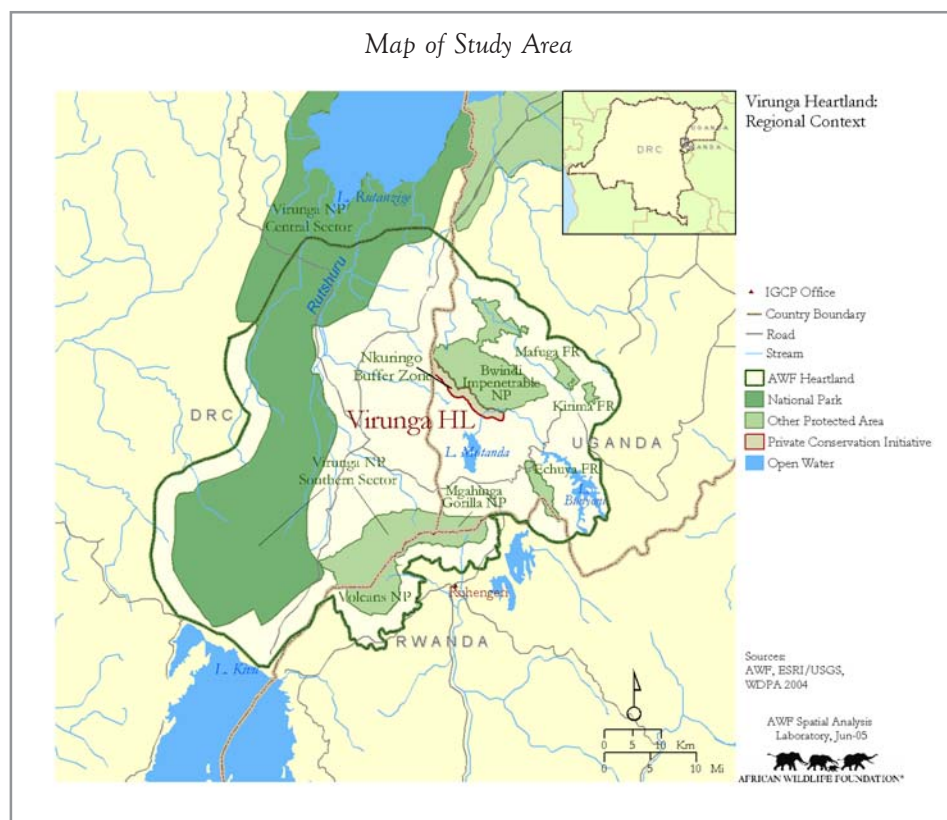 Map of Study Area
Virunga Heartland:
Regional Context
UGANDA
DRC
L. Rutanzige
Virunga NP
Central Sector
Rutshuru
IGCP Office
Country Boundary
Road
Stream
AWF Heartland
National Park
Other Protected Area
Private Conservation Initiative
Open Water
Mafuga FR
Nkuringo
Buffer Zone
Bwindi
Impenetrable
NP
Kirima FR
DRC
Virunga HL
UGANDA
L. Mutanda
Virunga NP
Southern Sector
Echuya FR
Mgahinga
Gorilla NP
Volcans NP
Ruhengeri
RWANDA
L. Kivu
Sources:
AWF, ESRI/USGS,
WDPA 2004
AWF Spatial Analysis
Laboratory, Jun-05
0 5 10 Km
0 5 10 Mi
AFRICAN WILDLIFE FOUNDATION®